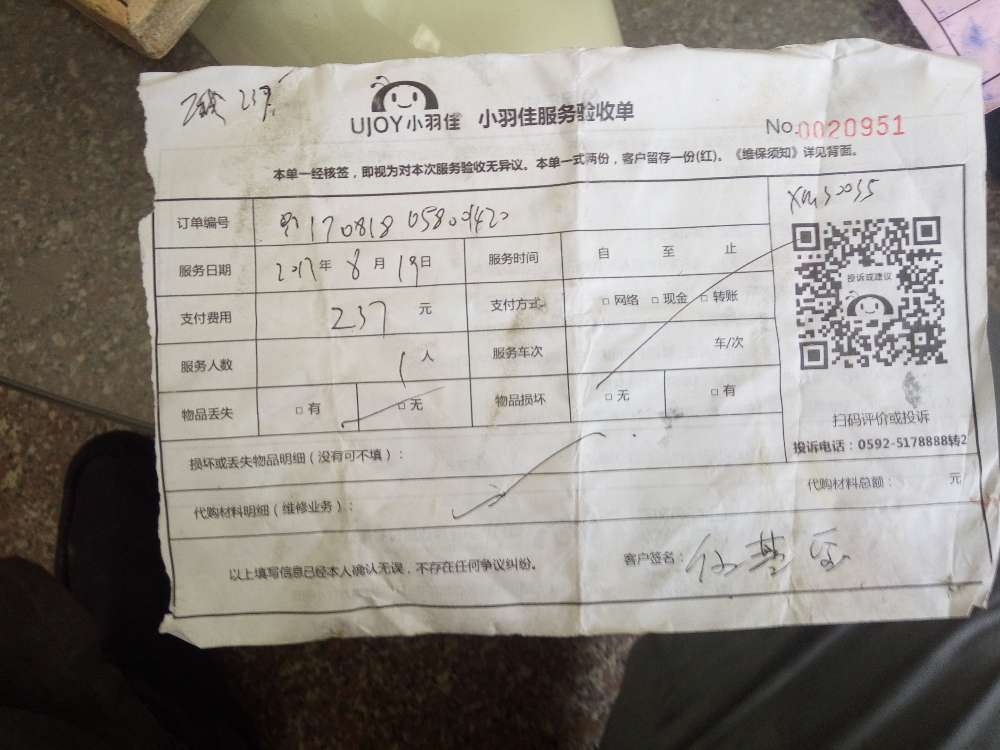 UJOY小羽佳 小羽佳服务验收单
No.0020951
本单一经核签，即视为对本次服务验收无异议。本单一式两份，客户留存一份(红)。《维保须知》详见背面。
订单编号 170818 05800420
xm30035
服务日期 2017年 8月 19日 服务时间 自 至 止
投诉或建议
支付费用 237 元 支付方式 □ 网络 □ 现金 □ 转账
服务人数 1 人 服务车次 车/次
物品丢失 □ 有 □ 无 物品损坏 □ 无 □ 有
扫码评价或投诉
投诉电话：0592-5178888转2
损坏或丢失物品明细（没有可不填）：
代购材料明细（维修业务）：
代购材料总额： 元
以上填写信息已经本人确认无误，不存在任何争议纠纷。
客户签名：